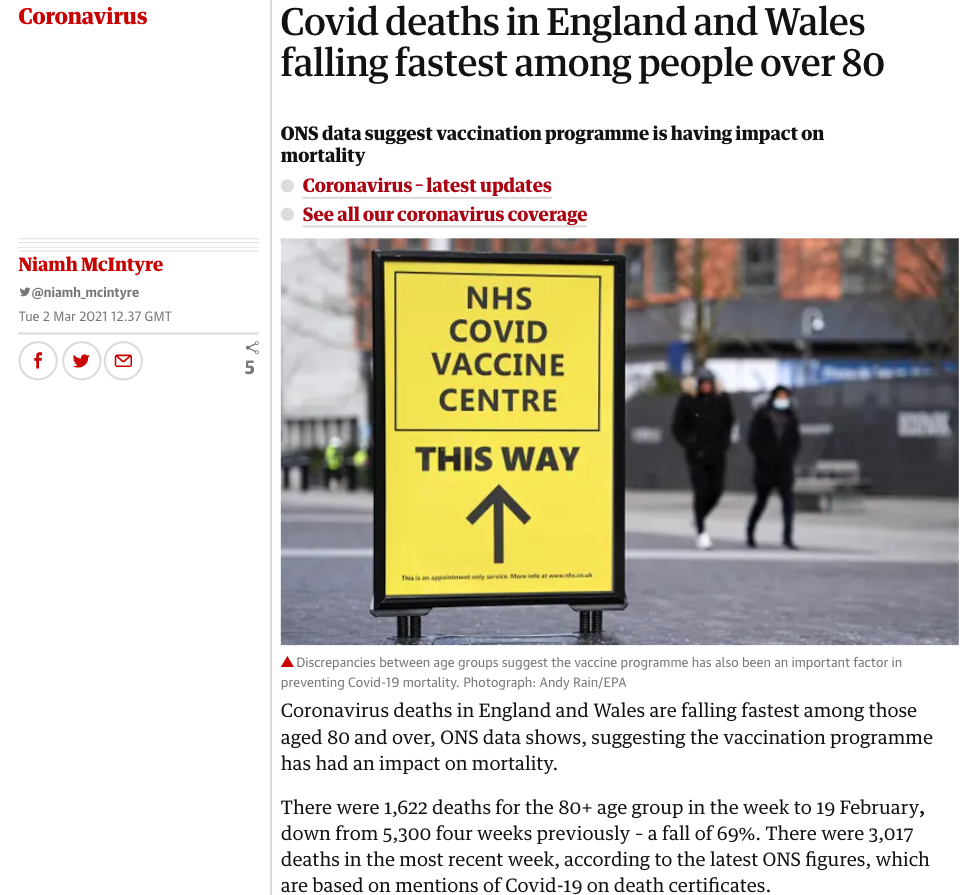 Coronavirus
Covid deaths in England and Wales
falling fastest among people over 80
ONS data suggest vaccination programme is having impact on
mortality
Coronavirus – latest updates
See all our coronavirus coverage
Niamh McIntyre
@niamh_mcintyre
Tue 2 Mar 2021 12.37 GMT
5
NHS
COVID
VACCINE
CENTRE
THIS WAY
This is an appointment only service. More info at www.nhs.co.uk
Discrepancies between age groups suggest the vaccine programme has also been an important factor in
preventing Covid-19 mortality. Photograph: Andy Rain/EPA
Coronavirus deaths in England and Wales are falling fastest among those
aged 80 and over, ONS data shows, suggesting the vaccination programme
has had an impact on mortality.
There were 1,622 deaths for the 80+ age group in the week to 19 February,
down from 5,300 four weeks previously – a fall of 69%. There were 3,017
deaths in the most recent week, according to the latest ONS figures, which
are based on mentions of Covid-19 on death certificates.